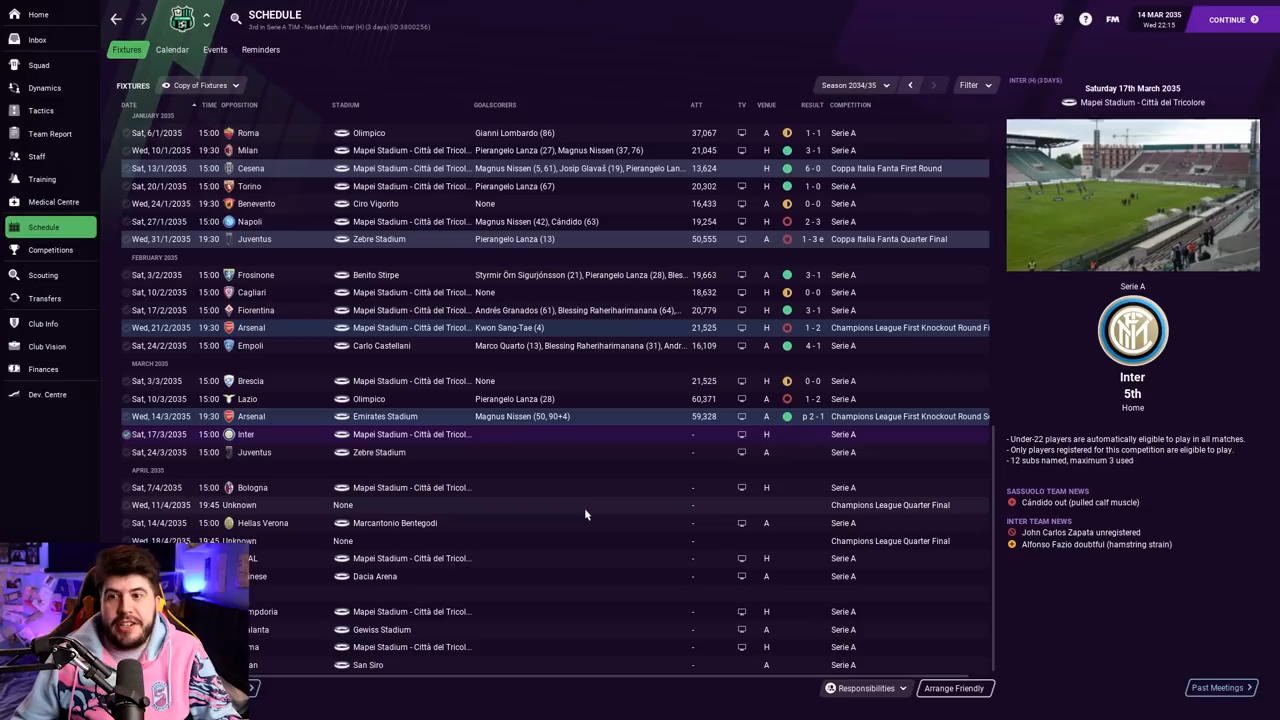 Home
Inbox
Squad
Dynamics
Tactics
Team Report
Staff
Training
Medical Centre
Schedule
Competitions
Scouting
Transfers
Club Info
Club Vision
Finances
Dev. Centre
SCHEDULE
3rd in Serie A TIM - Next Match: Inter (H) (3 days) (ID:3800256)
FM
14 MAR 2035
Wed 22:15
CONTINUE
Fixtures Calendar Events Reminders
FIXTURES Copy of Fixtures Season 2034/35 Filter
DATE TIME OPPOSITION STADIUM GOALSCORERS ATT TV VENUE RESULT COMPETITION
JANUARY 2035
Sat, 6/1/2035 15:00 Roma Olimpico Gianni Lombardo (86) 37,067 A 1 - 1 Serie A
Wed, 10/1/2035 19:30 Milan Mapei Stadium - Città del Tricol... Pierangelo Lanza (27), Magnus Nissen (37, 76) 21,045 H 3 - 1 Serie A
Sat, 13/1/2035 15:00 Cesena Mapei Stadium - Città del Tricol... Magnus Nissen (5, 61), Josip Glavaš (19), Pierangelo Lan... 13,624 H 6 - 0 Coppa Italia Fanta First Round
Sat, 20/1/2035 15:00 Torino Mapei Stadium - Città del Tricol... Pierangelo Lanza (67) 20,302 H 1 - 0 Serie A
Wed, 24/1/2035 15:00 Benevento Ciro Vigorito None 16,433 A 0 - 0 Serie A
Sat, 27/1/2035 15:00 Napoli Mapei Stadium - Città del Tricol... Magnus Nissen (42), Cándido (63) 19,254 H 2 - 3 Serie A
Wed, 31/1/2035 19:30 Juventus Zebre Stadium Pierangelo Lanza (13) 50,555 A 1 - 3 e Coppa Italia Fanta Quarter Final
FEBRUARY 2035
Sat, 3/2/2035 15:00 Frosinone Benito Stirpe Styrmir Örn Sigurjónsson (21), Pierangelo Lanza (28), Bles... 19,663 A 3 - 1 Serie A
Sat, 10/2/2035 15:00 Cagliari Mapei Stadium - Città del Tricol... None 18,632 H 0 - 0 Serie A
Sat, 17/2/2035 15:00 Fiorentina Mapei Stadium - Città del Tricol... Andrés Granados (61), Blessing Raheriharimanana (64),... 20,779 H 3 - 1 Serie A
Wed, 21/2/2035 19:30 Arsenal Mapei Stadium - Città del Tricol... Kwon Sang-Tae (4) 21,525 H 1 - 2 Champions League First Knockout Round Fi
Sat, 24/2/2035 15:00 Empoli Carlo Castellani Marco Quarto (13), Blessing Raheriharimanana (31), Andr... 16,109 A 4 - 1 Serie A
MARCH 2035
Sat, 3/3/2035 15:00 Brescia Mapei Stadium - Città del Tricol... None 21,525 H 0 - 0 Serie A
Sat, 10/3/2035 15:00 Lazio Olimpico Pierangelo Lanza (28) 60,371 A 1 - 2 Serie A
Wed, 14/3/2035 19:30 Arsenal Emirates Stadium Magnus Nissen (50, 90+4) 59,328 A p 2 - 1 Champions League First Knockout Round Se
Sat, 17/3/2035 15:00 Inter Mapei Stadium - Città del Tricol... - H Serie A
Sat, 24/3/2035 15:00 Juventus Zebre Stadium - A Serie A
APRIL 2035
Sat, 7/4/2035 15:00 Bologna Mapei Stadium - Città del Tricol... - H Serie A
Wed, 11/4/2035 19:45 Unknown None - Champions League Quarter Final
Sat, 14/4/2035 15:00 Hellas Verona Marcantonio Bentegodi - A Serie A
Wed, 18/4/2035 19:45 Unknown None - Champions League Quarter Final
AL Mapei Stadium - Città del Tricol... - H Serie A
inese Dacia Arena - A Serie A
mpdoria Mapei Stadium - Città del Tricol... - H Serie A
alanta Gewiss Stadium - A Serie A
ma Mapei Stadium - Città del Tricol... - H Serie A
an San Siro - A Serie A
Responsibilities Arrange Friendly
INTER (H) (3 DAYS)
Saturday 17th March 2035
Mapei Stadium - Città del Tricolore
Serie A
Inter
5th
Home
- Under-22 players are automatically eligible to play in all matches.
- Only players registered for this competition are eligible to play.
- 12 subs named, maximum 3 used
SASSUOLO TEAM NEWS
Cándido out (pulled calf muscle)
INTER TEAM NEWS
John Carlos Zapata unregistered
Alfonso Fazio doubtful (hamstring strain)
Past Meetings